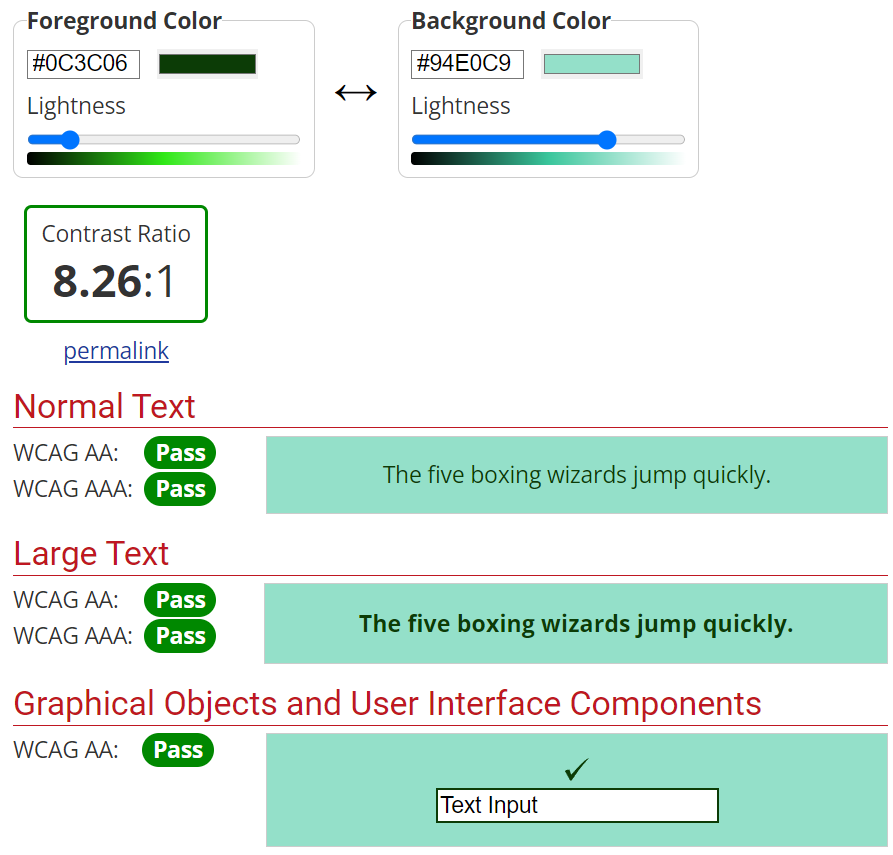 Foreground Color
Background Color
#0C3C06
#94E0C9
Lightness
↔
Lightness
Contrast Ratio
8.26:1
permalink
Normal Text
WCAG AA: Pass
WCAG AAA: Pass
The five boxing wizards jump quickly.
Large Text
WCAG AA: Pass
WCAG AAA: Pass
The five boxing wizards jump quickly.
Graphical Objects and User Interface Components
WCAG AA: Pass
✓
Text Input